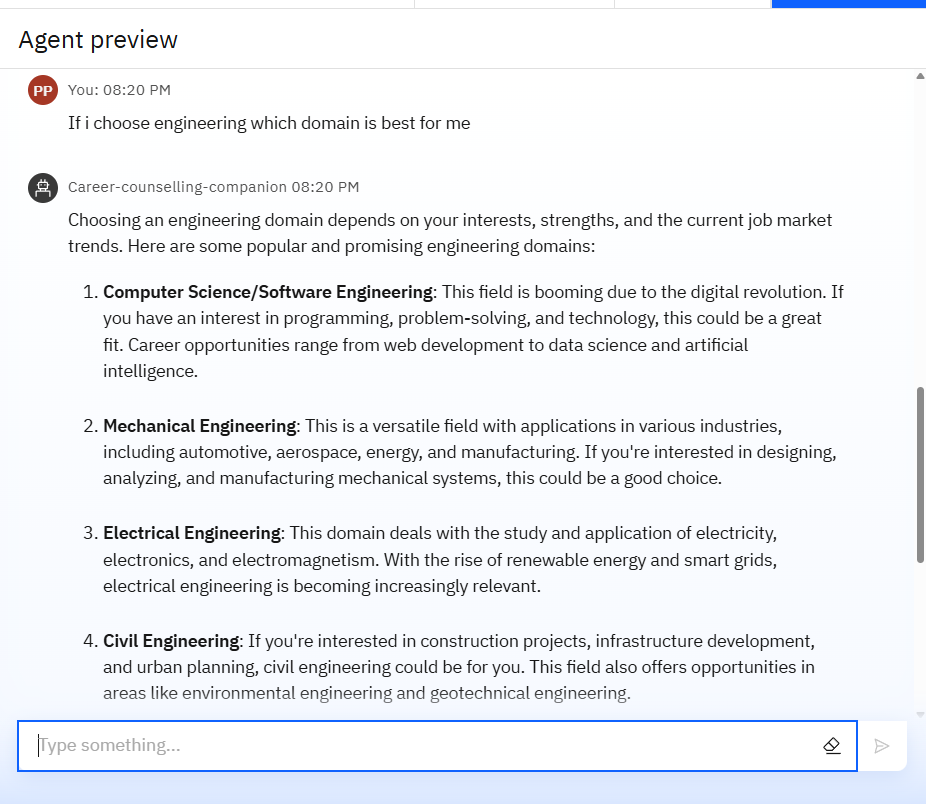 Agent preview
PP
You: 08:20 PM
If i choose engineering which domain is best for me
Career-counselling-companion 08:20 PM
Choosing an engineering domain depends on your interests, strengths, and the current job market
trends. Here are some popular and promising engineering domains:
1. Computer Science/Software Engineering: This field is booming due to the digital revolution. If
you have an interest in programming, problem-solving, and technology, this could be a great
fit. Career opportunities range from web development to data science and artificial
intelligence.
2. Mechanical Engineering: This is a versatile field with applications in various industries,
including automotive, aerospace, energy, and manufacturing. If you're interested in designing,
analyzing, and manufacturing mechanical systems, this could be a good choice.
3. Electrical Engineering: This domain deals with the study and application of electricity,
electronics, and electromagnetism. With the rise of renewable energy and smart grids,
electrical engineering is becoming increasingly relevant.
4. Civil Engineering: If you're interested in construction projects, infrastructure development,
and urban planning, civil engineering could be for you. This field also offers opportunities in
areas like environmental engineering and geotechnical engineering.
Type something...